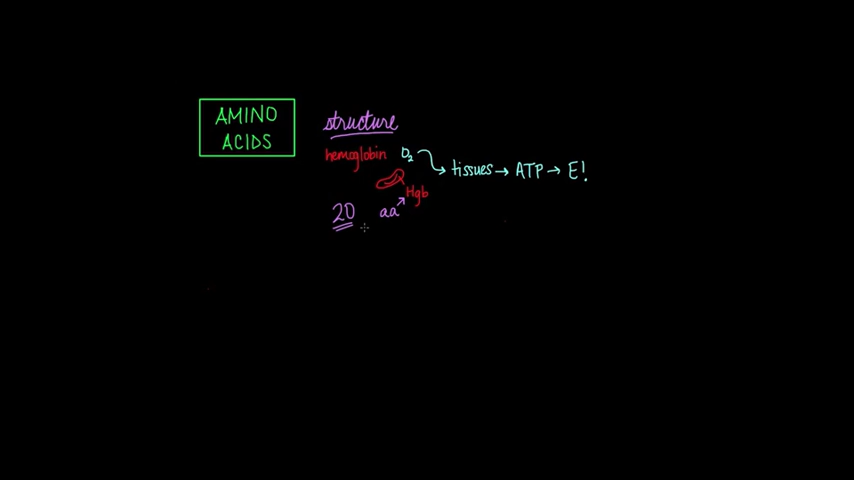 AMINO
ACIDS
structure
hemoglobin O₂ → tissues → ATP → E!
Hgb
20 aa